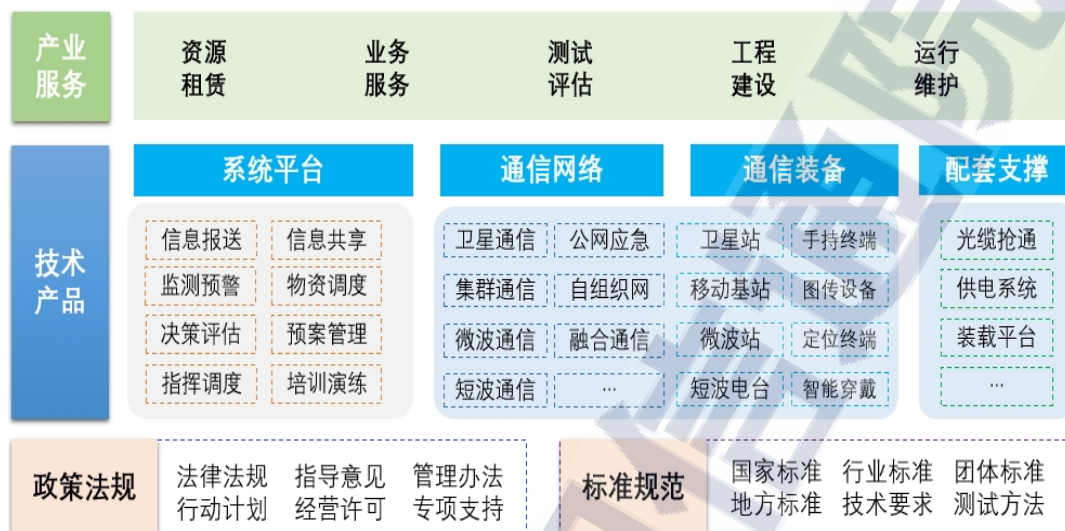 产业
服务
资源
租赁
业务
服务
测试
评估
工程
建设
运行
维护
技术
产品
系统平台
信息报送 信息共享
监测预警 物资调度
决策评估 预案管理
指挥调度 培训演练
通信网络
卫星通信 公网应急
集群通信 自组织网
微波通信 融合通信
短波通信 …
通信装备
卫星站 手持终端
移动基站 图传设备
微波站 定位终端
短波电台 智能穿戴
配套支撑
光缆抢通
供电系统
装载平台
…
政策法规
法律法规 指导意见 管理办法
行动计划 经营许可 专项支持
标准规范
国家标准 行业标准 团体标准
地方标准 技术要求 测试方法
信通院